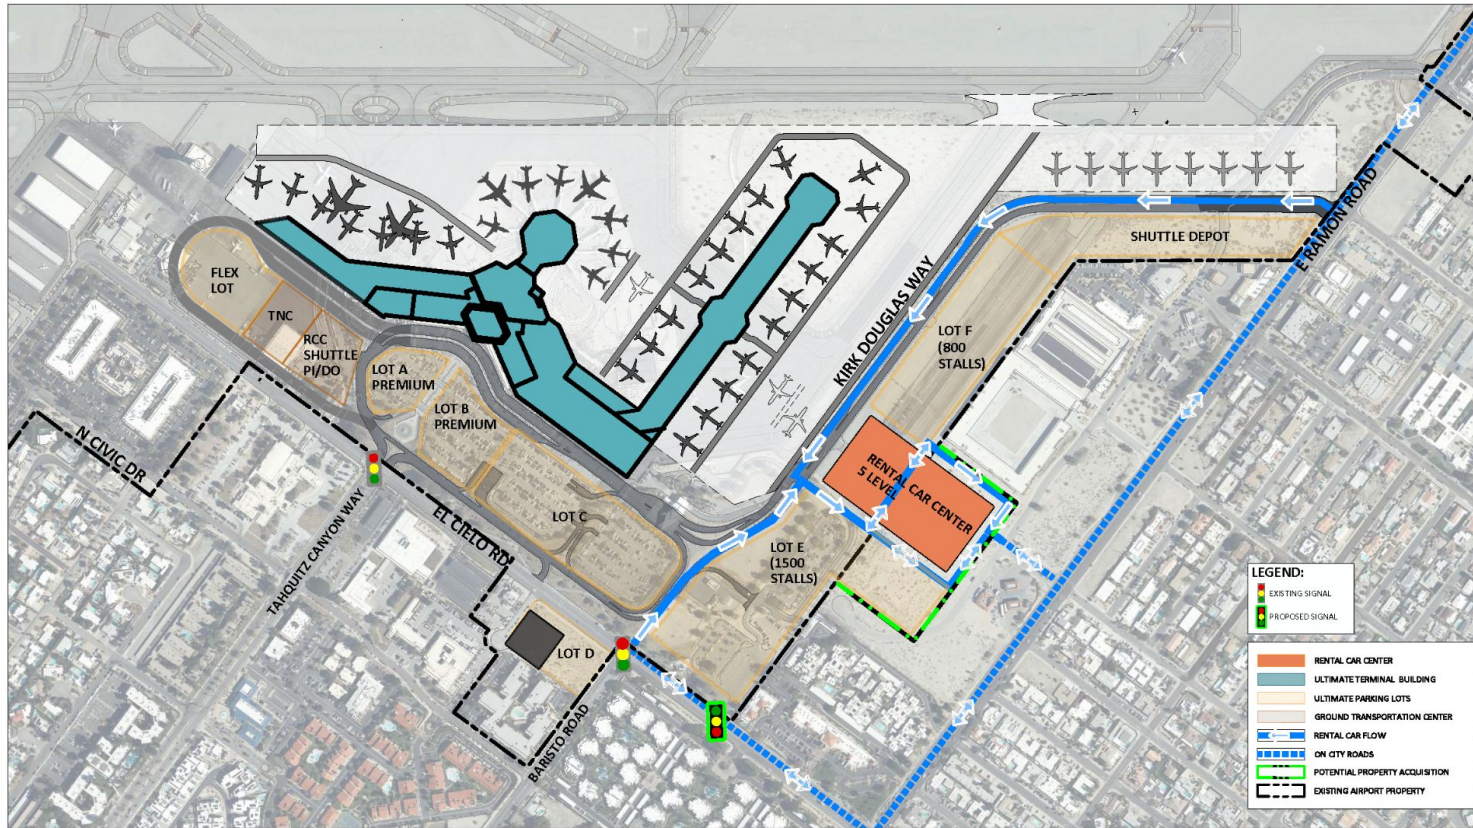 SHUTTLE DEPOT
E RAMON ROAD
FLEX
LOT
TNC
RCC
SHUTTLE
PI/DO
LOT A
PREMIUM
LOT B
PREMIUM
KIRK DOUGLAS WAY
LOT F
(800
STALLS)
N CIVIC DR
TAHQUITZ CANYON WAY
EL CIELO RD
LOT C
RENTAL CAR CENTER
5 LEVEL
LOT E
(1500
STALLS)
LOT D
BARISTO ROAD
LEGEND:
EXISTING SIGNAL
PROPOSED SIGNAL
RENTAL CAR CENTER
ULTIMATE TERMINAL BUILDING
ULTIMATE PARKING LOTS
GROUND TRANSPORTATION CENTER
RENTAL CAR FLOW
ON CITY ROADS
POTENTIAL PROPERTY ACQUISITION
EXISTING AIRPORT PROPERTY